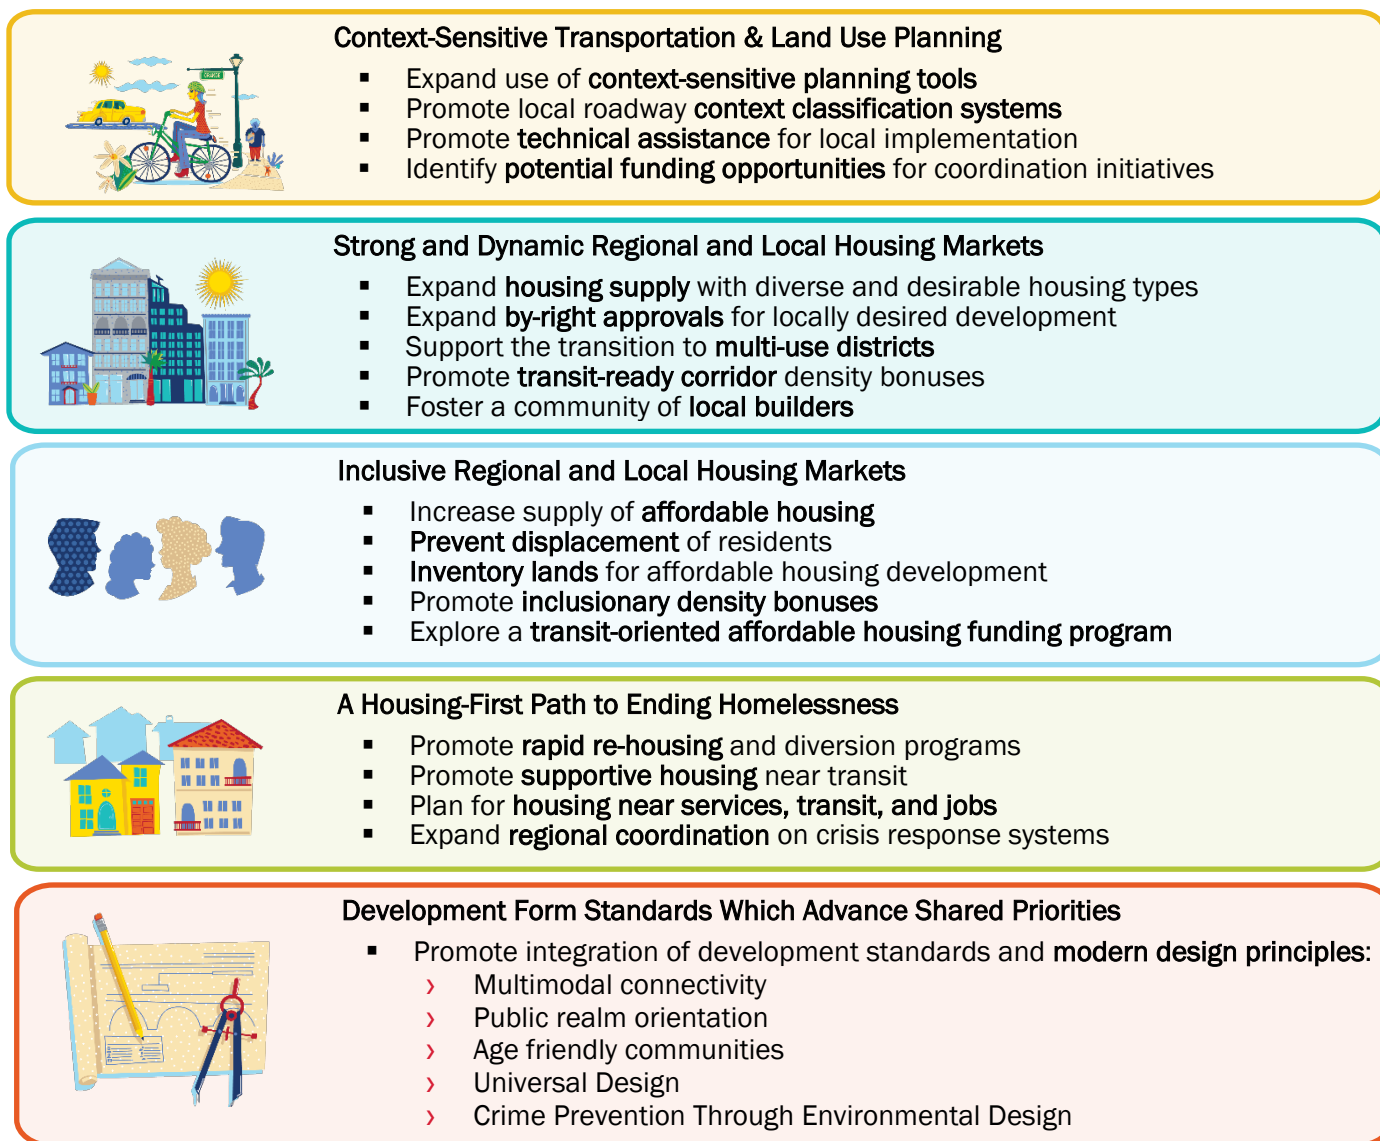 Context-Sensitive Transportation & Land Use Planning
▪ Expand use of context-sensitive planning tools
▪ Promote local roadway context classification systems
▪ Promote technical assistance for local implementation
▪ Identify potential funding opportunities for coordination initiatives
Strong and Dynamic Regional and Local Housing Markets
▪ Expand housing supply with diverse and desirable housing types
▪ Expand by-right approvals for locally desired development
▪ Support the transition to multi-use districts
▪ Promote transit-ready corridor density bonuses
▪ Foster a community of local builders
Inclusive Regional and Local Housing Markets
▪ Increase supply of affordable housing
▪ Prevent displacement of residents
▪ Inventory lands for affordable housing development
▪ Promote inclusionary density bonuses
▪ Explore a transit-oriented affordable housing funding program
A Housing-First Path to Ending Homelessness
▪ Promote rapid re-housing and diversion programs
▪ Promote supportive housing near transit
▪ Plan for housing near services, transit, and jobs
▪ Expand regional coordination on crisis response systems
Development Form Standards Which Advance Shared Priorities
▪ Promote integration of development standards and modern design principles:
› Multimodal connectivity
› Public realm orientation
› Age friendly communities
› Universal Design
› Crime Prevention Through Environmental Design